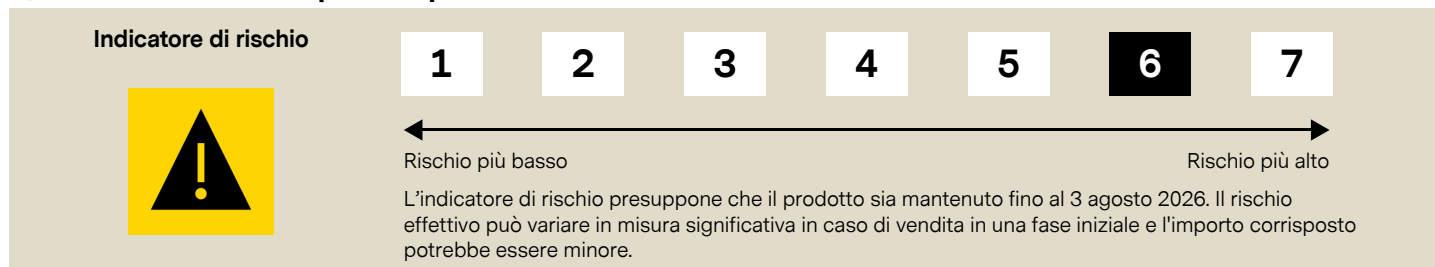 Indicatore di rischio
1 2 3 4 5 6 7
Rischio più basso Rischio più alto
L'indicatore di rischio presuppone che il prodotto sia mantenuto fino al 3 agosto 2026. Il rischio
effettivo può variare in misura significativa in caso di vendita in una fase iniziale e l'importo corrisposto
potrebbe essere minore.